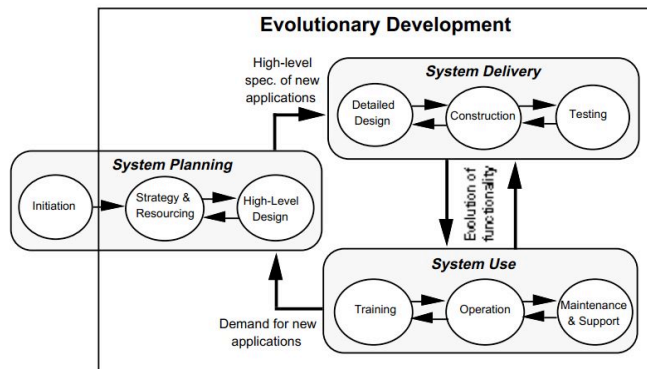 Evolutionary Development
High-level
spec. of new
applications
System Delivery
Detailed
Design
Construction
Testing
System Planning
Initiation
Strategy &
Resourcing
High-Level
Design
Evolution of
functionality
System Use
Training
Operation
Maintenance
& Support
Demand for new
applications